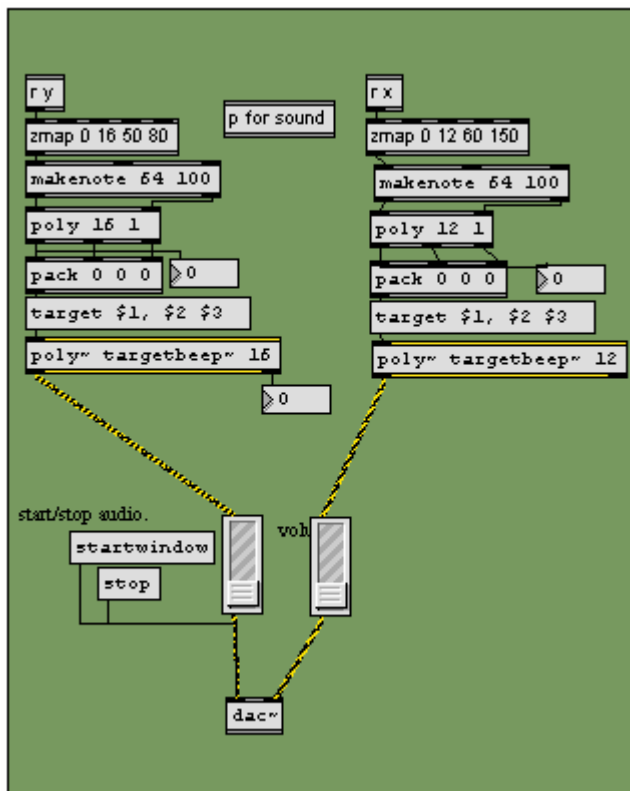 r y
r x
p for sound
zmap 0 16 50 80
zmap 0 12 60 150
makenote 64 100
makenote 64 100
poly 16 1
poly 12 1
pack 0 0 0
0
pack 0 0 0
0
target $1, $2 $3
target $1, $2 $3
poly~ targetbeep~ 16
poly~ targetbeep~ 12
0
start/stop audio.
startwindow
stop
dac~